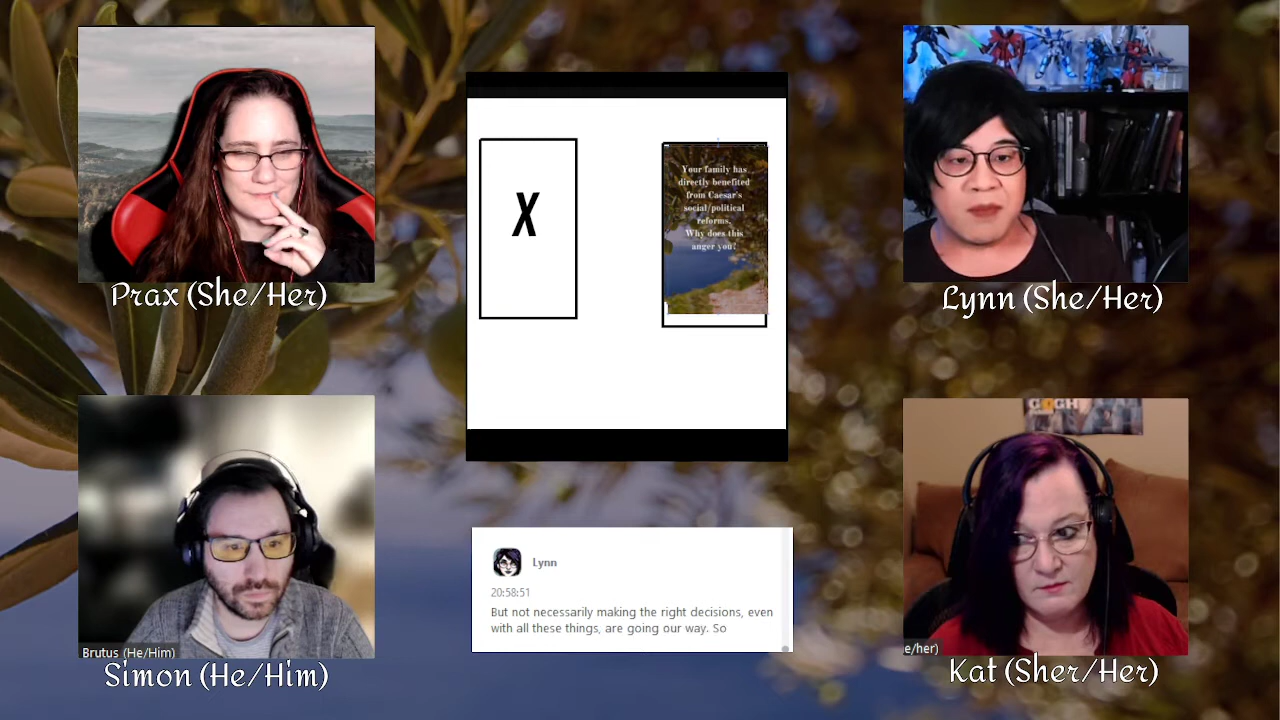 GOGH
X
Your family has
directly benefited
from Caesar's
social/political
reforms.
Why does this
anger you?
Prax (She/Her)
Lynn (She/Her)
Lynn
20:58:51
But not necessarily making the right decisions, even
with all these things, are going our way. So
Brutus (He/Him)
Simon (He/Him)
e/her)
Kat (Sher/Her)